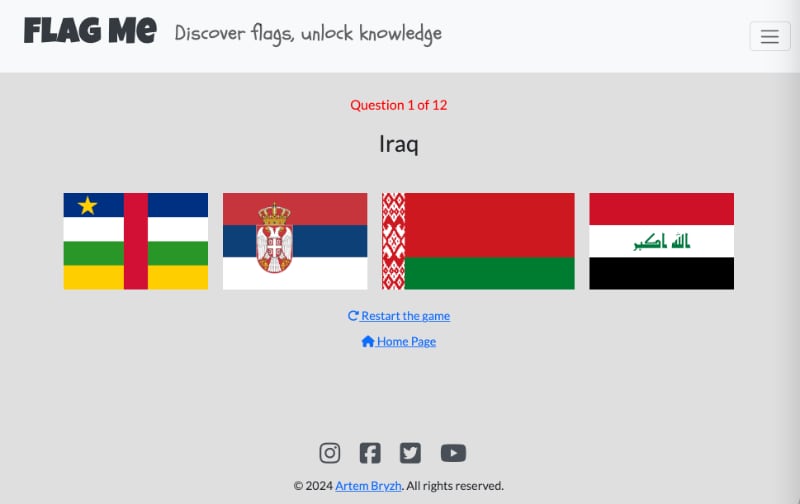 FLAG Me
Discover flags, unlock knowledge
Question 1 of 12
Iraq
الله اكبر
Restart the game
Home Page
© 2024 Artem Bryzh. All rights reserved.